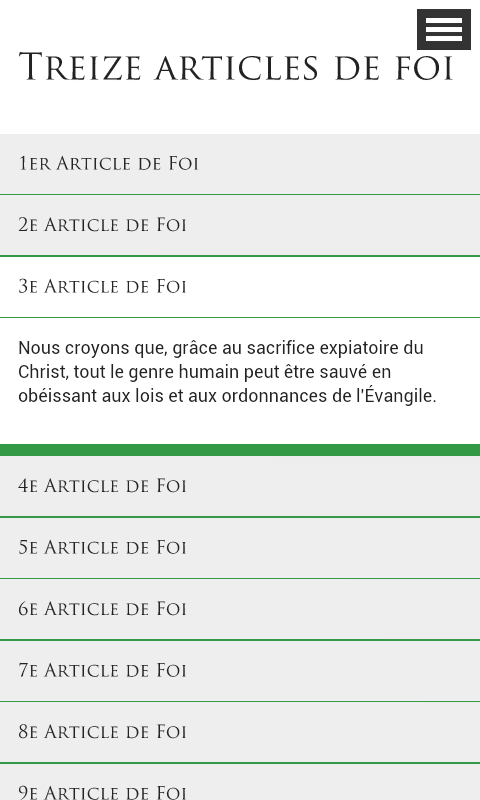 Treize articles de foi
1er Article de Foi
2e Article de Foi
3e Article de Foi
Nous croyons que, grâce au sacrifice expiatoire du
Christ, tout le genre humain peut être sauvé en
obéissant aux lois et aux ordonnances de l'Évangile.
4e Article de Foi
5e Article de Foi
6e Article de Foi
7e Article de Foi
8e Article de Foi
9e Article de Foi